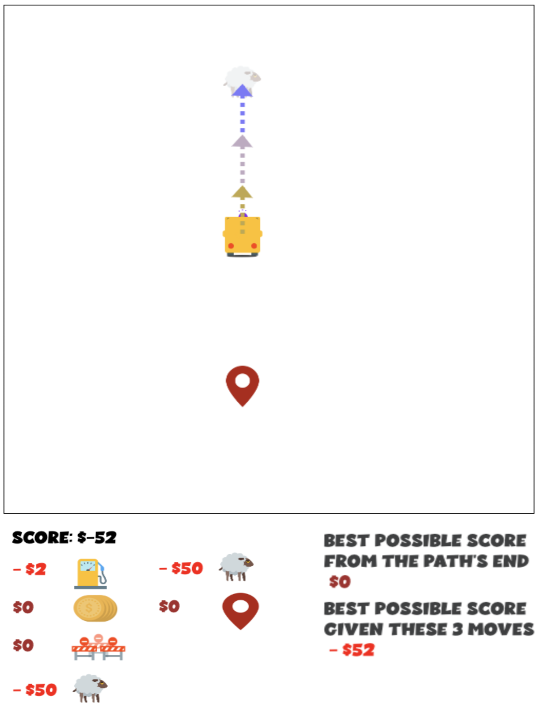 SCORE: $-52
- $2
$0
$0
- $50
- $50
$0
BEST POSSIBLE SCORE
FROM THE PATH'S END
$0
BEST POSSIBLE SCORE
GIVEN THESE 3 MOVES
- $52